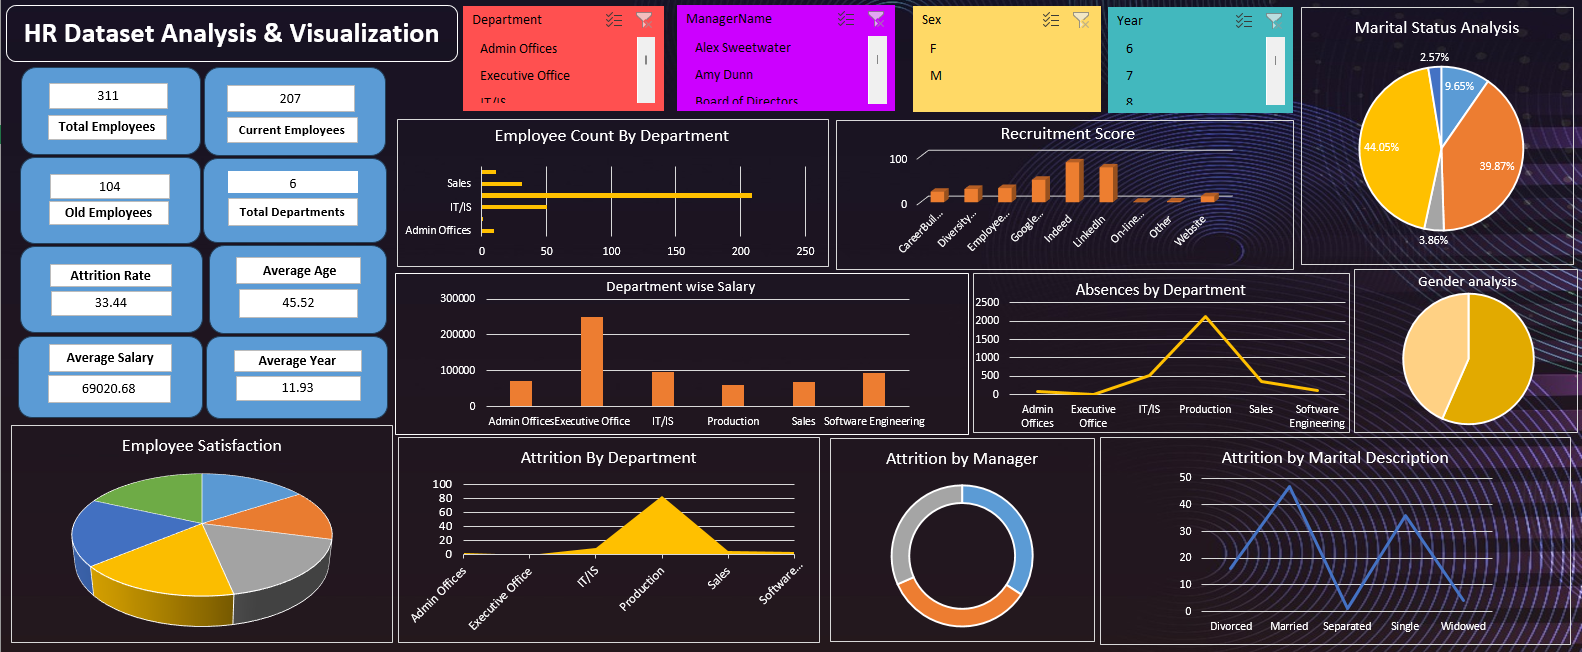 HR Dataset Analysis & Visualization
311
Total Employees
207
Current Employees
104
Old Employees
6
Total Departments
Attrition Rate
33.44
Average Age
45.52
Average Salary
69020.68
Average Year
11.93
Department
Admin Offices
Executive Office
IT/IS
ManagerName
Alex Sweetwater
Amy Dunn
Board of Directors
Sex
F
M
Year
6
7
8
Marital Status Analysis
2.57%
9.65%
44.05%
39.87%
3.86%
Employee Count By Department
Sales
IT/IS
Admin Offices
0 50 100 150 200 250
Recruitment Score
100
0
CareerBuil...
Diversity...
Employee...
Google...
Indeed
LinkedIn
On-line...
Other
Website
Department wise Salary
300000
200000
100000
0
Admin Offices Executive Office IT/IS Production Sales Software Engineering
Absences by Department
2500
2000
1500
1000
500
0
Admin Offices
Executive Office
IT/IS
Production
Sales
Software Engineering
Gender analysis
Employee Satisfaction
Attrition By Department
100
80
60
40
20
0
Admin Offices
Executive Office
IT/IS
Production
Sales
Software...
Attrition by Manager
Attrition by Marital Description
50
40
30
20
10
0
Divorced Married Separated Single Widowed